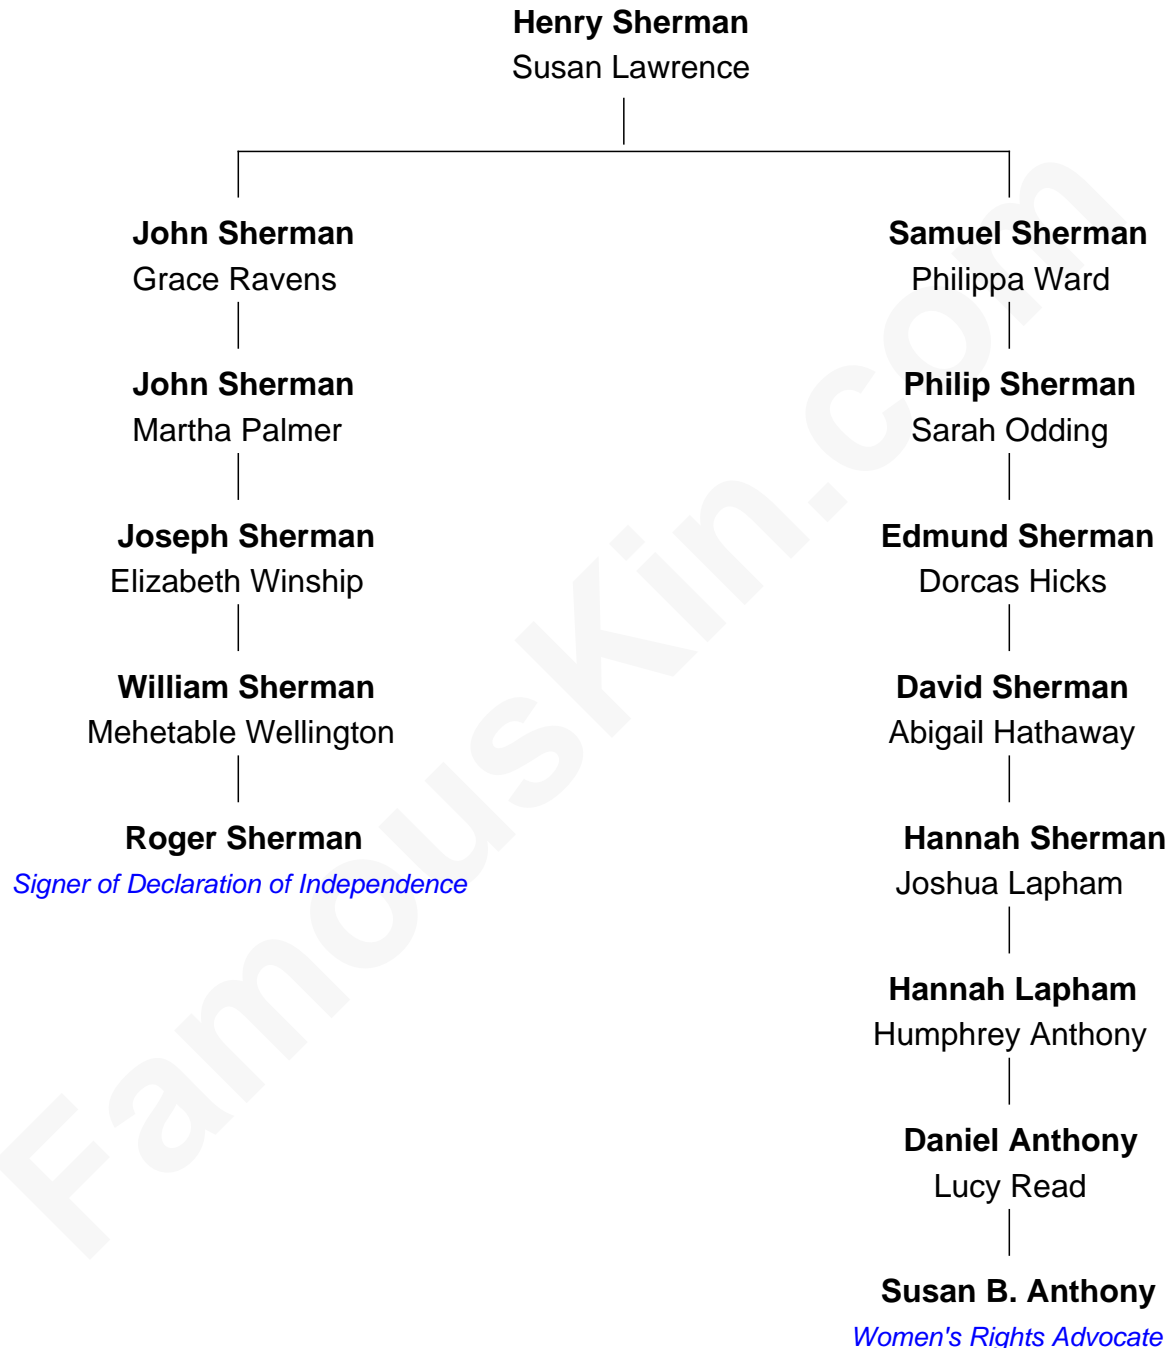 Henry Sherman
Susan Lawrence
John Sherman
Grace Ravens
John Sherman
Martha Palmer
Joseph Sherman
Elizabeth Winship
William Sherman
Mehetable Wellington
Roger Sherman
Signer of Declaration of Independence
Samuel Sherman
Philippa Ward
Philip Sherman
Sarah Odding
Edmund Sherman
Dorcas Hicks
David Sherman
Abigail Hathaway
Hannah Sherman
Joshua Lapham
Hannah Lapham
Humphrey Anthony
Daniel Anthony
Lucy Read
Susan B. Anthony
Women's Rights Advocate
FamousKin.com